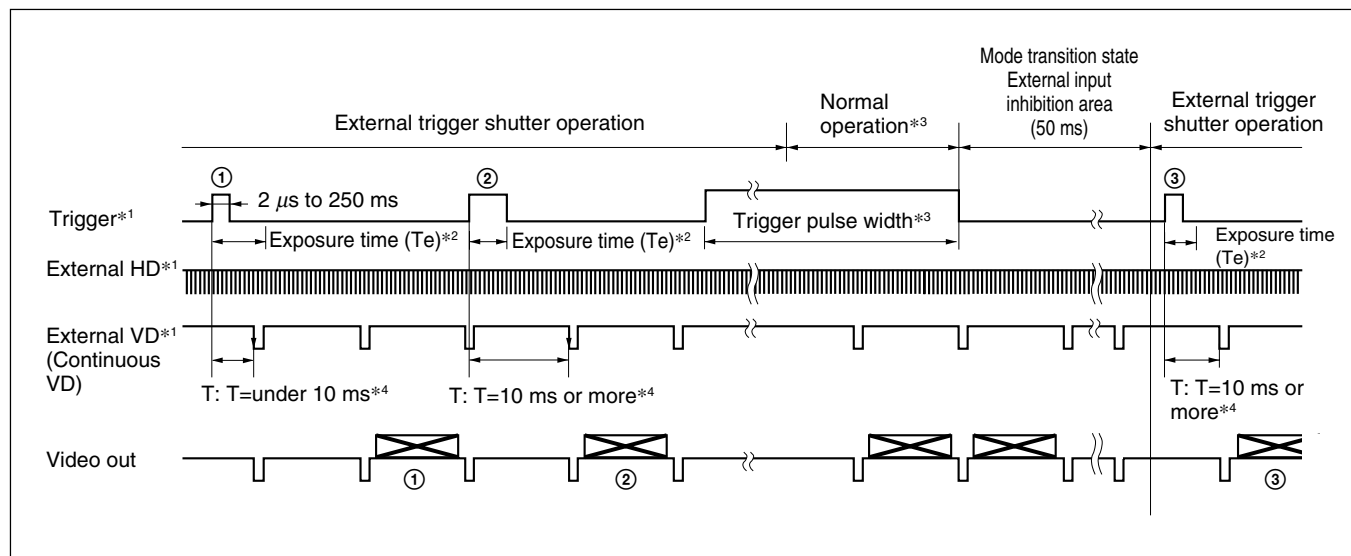 Mode transition state
External input
inhibition area
(50 ms)
Normal
operation*3
External trigger
shutter operation
External trigger shutter operation
①
②
③
2 μs to 250 ms
Trigger*1
Trigger pulse width*3
Exposure time (Te)*2
Exposure time (Te)*2
Exposure time
(Te)*2
External HD*1
External VD*1
(Continuous
VD)
T: T=under 10 ms*4
T: T=10 ms or more*4
T: T=10 ms or
more*4
Video out
①
②
③